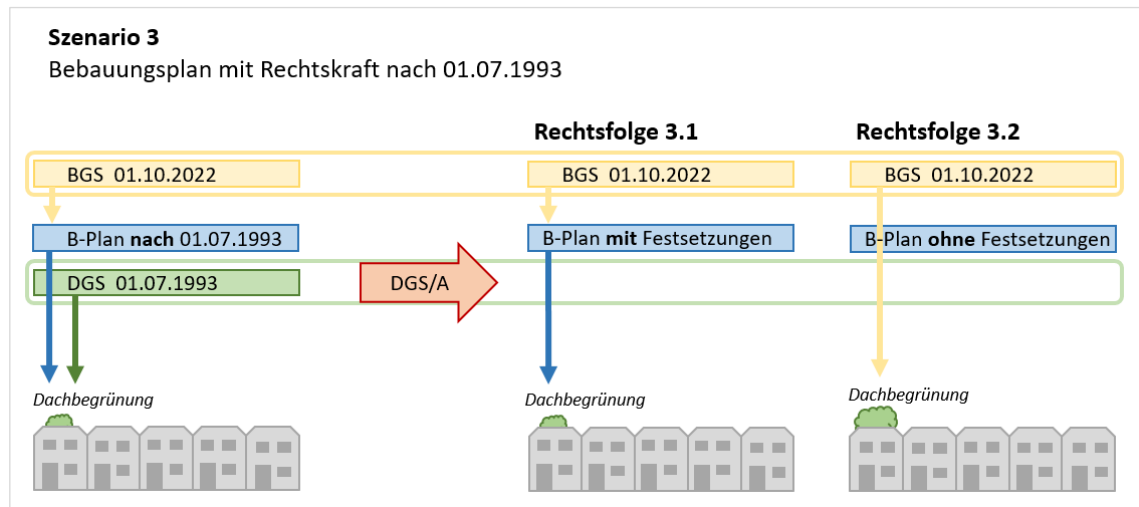 Szenario 3
Bebauungsplan mit Rechtskraft nach 01.07.1993
Rechtsfolge 3.1
Rechtsfolge 3.2
BGS 01.10.2022
BGS 01.10.2022
BGS 01.10.2022
B-Plan nach 01.07.1993
B-Plan mit Festsetzungen
B-Plan ohne Festsetzungen
DGS 01.07.1993
DGS/A
Dachbegrünung
Dachbegrünung
Dachbegrünung